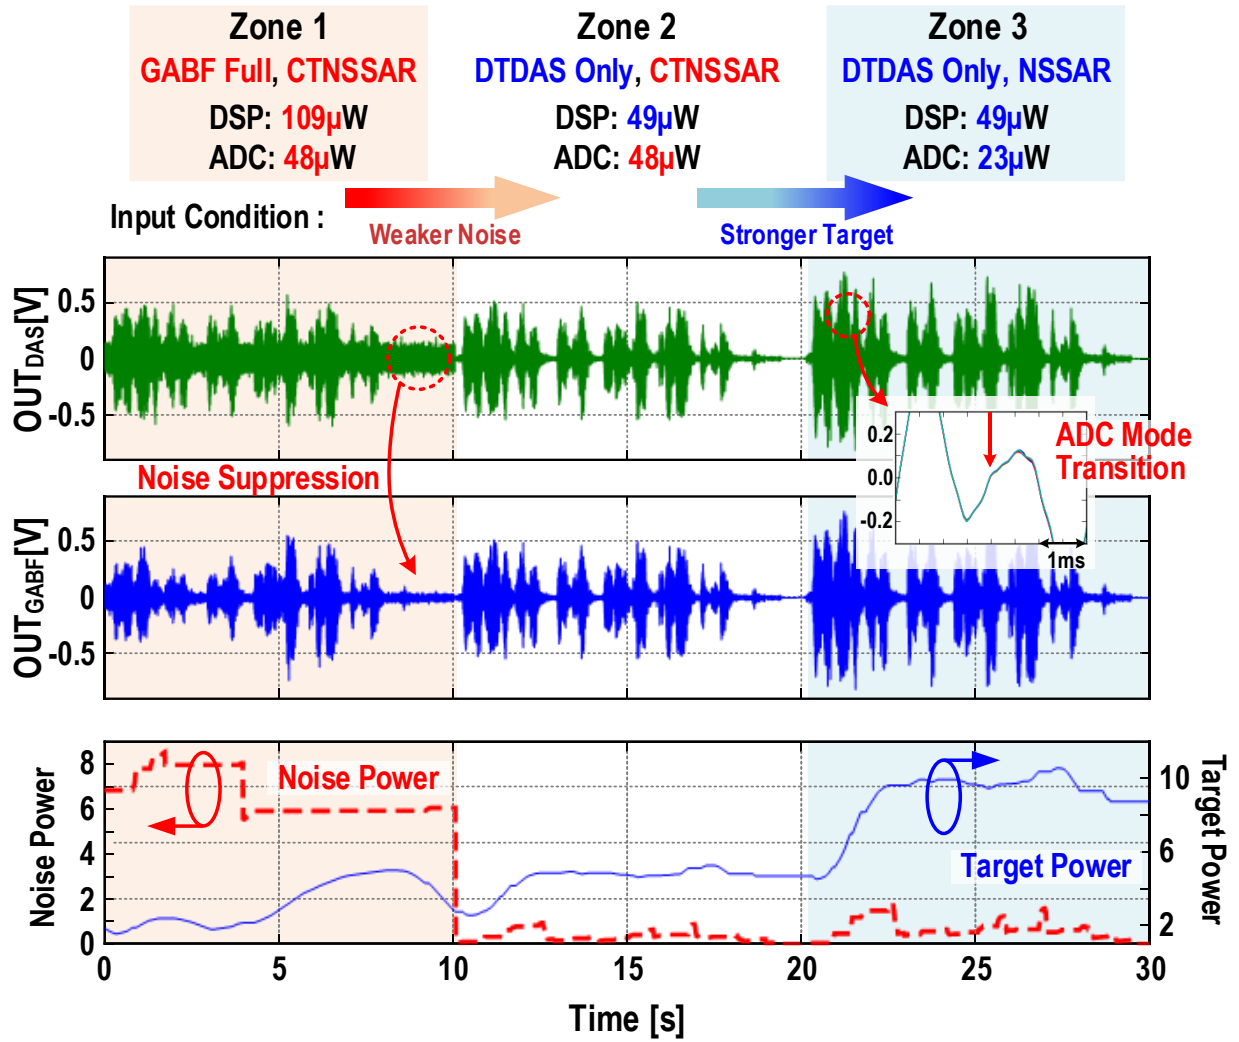 Zone 1
GABF Full, CTNSSAR
DSP: 109µW
ADC: 48µW
Zone 2
DTDAS Only, CTNSSAR
DSP: 49µW
ADC: 48µW
Zone 3
DTDAS Only, NSSAR
DSP: 49µW
ADC: 23µW
Input Condition :
Weaker Noise
Stronger Target
OUTDAS[V]
0.5
0
-0.5
0.2
0.0
-0.2
1ms
ADC Mode
Transition
Noise Suppression
OUTGABF[V]
0.5
0
-0.5
Noise Power
8
6
4
2
0
Noise Power
Target Power
10
6
2
Target Power
0 5 10 15 20 25 30
Time [s]